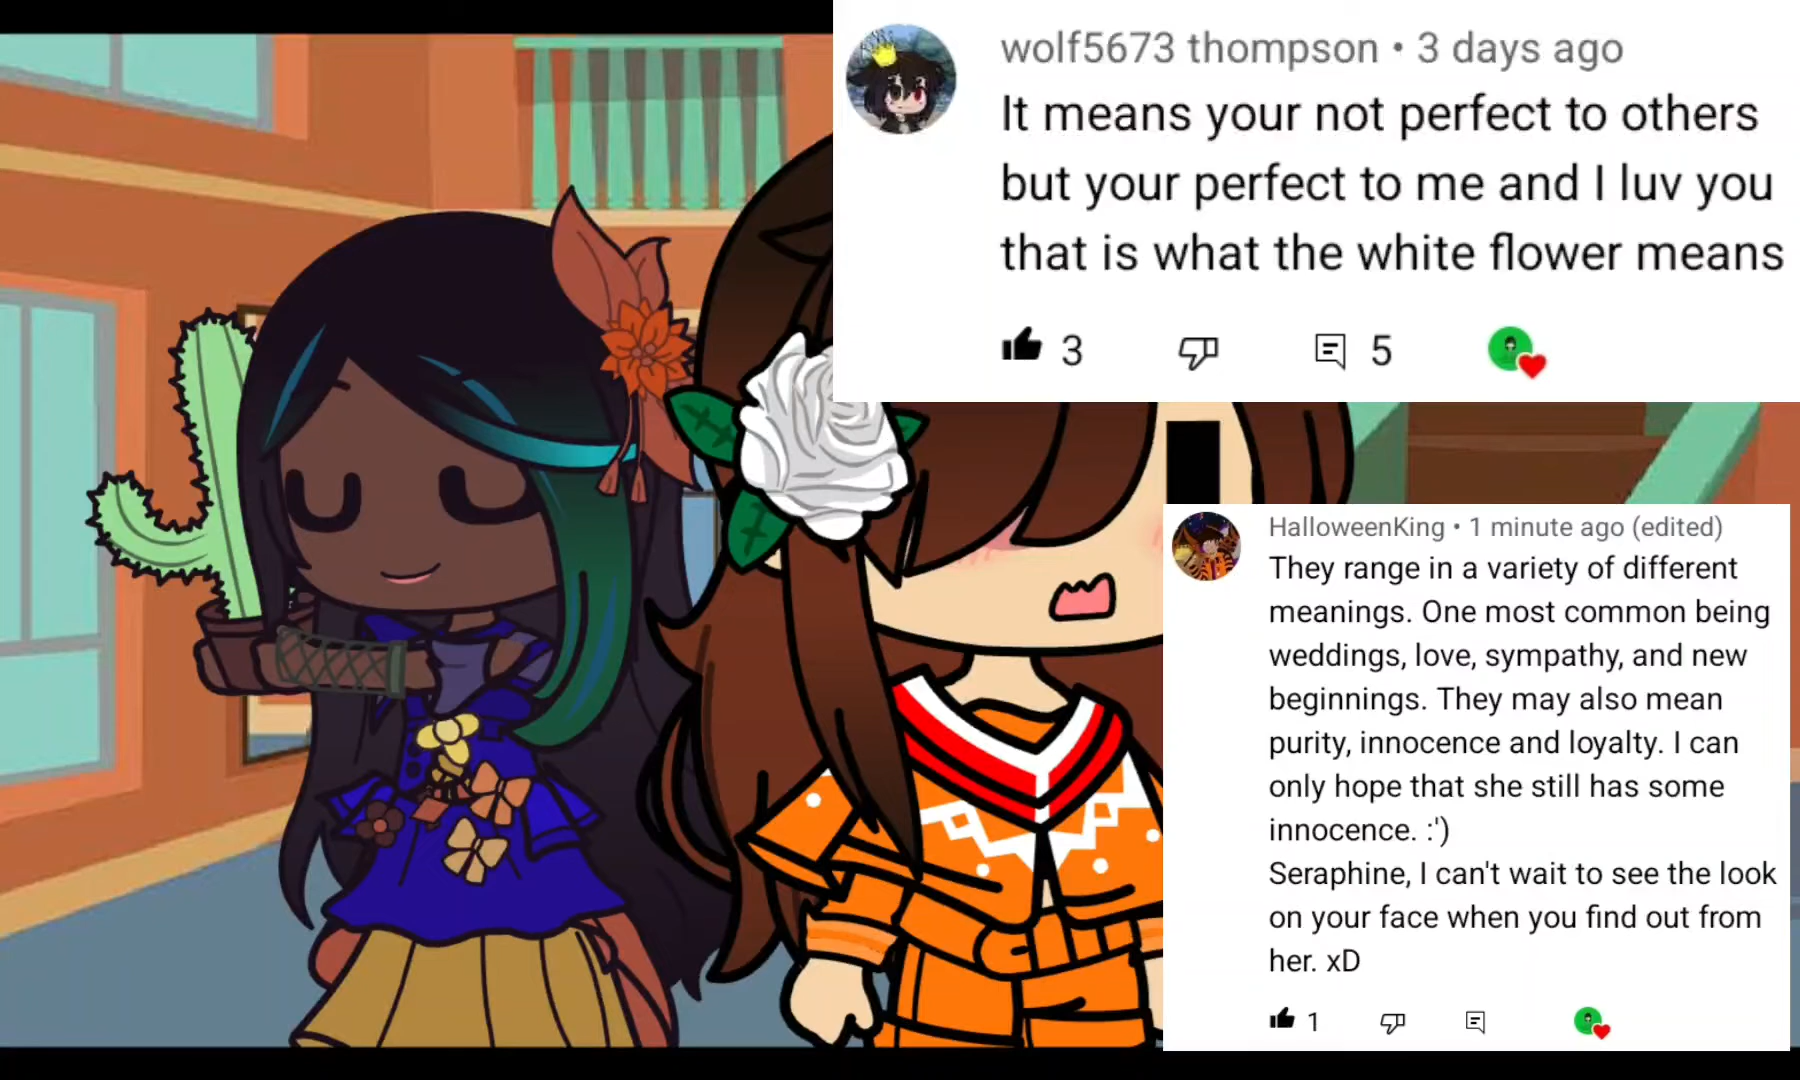 wolf5673 thompson • 3 days ago
It means your not perfect to others
but your perfect to me and I luv you
that is what the white flower means
3
5
HalloweenKing • 1 minute ago (edited)
They range in a variety of different
meanings. One most common being
weddings, love, sympathy, and new
beginnings. They may also mean
purity, innocence and loyalty. I can
only hope that she still has some
innocence. :')
Seraphine, I can't wait to see the look
on your face when you find out from
her. xD
1